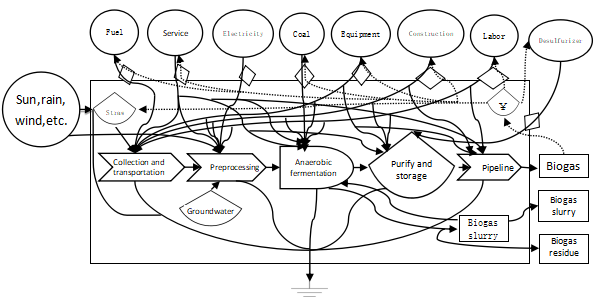 Fuel
Service
Electricity
Coal
Equipment
Construction
Labor
Desulfurizer
Sun,rain,
wind,etc.
Straw
¥
Collection and
transportation
Preprocessing
Anaerobic
fermentation
Purify and
storage
Pipeline
Biogas
Groundwater
Biogas
slurry
Biogas
slurry
Biogas
residue